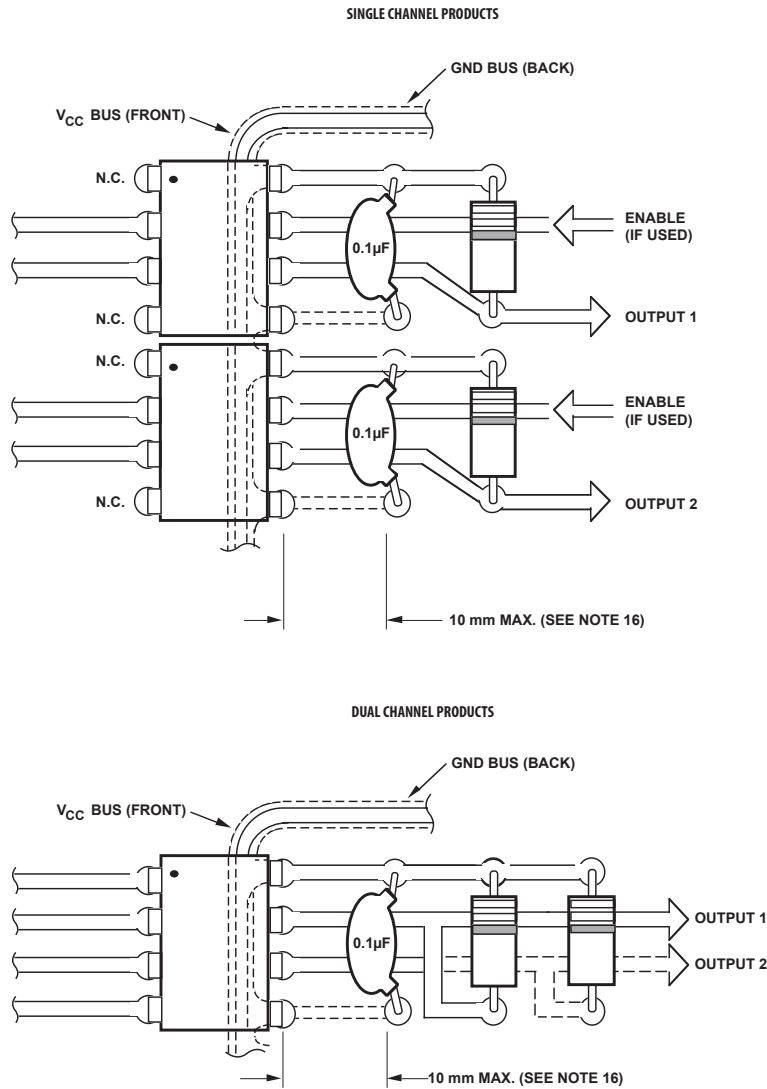 SINGLE CHANNEL PRODUCTS
GND BUS (BACK)
VCC BUS (FRONT)
N.C.
ENABLE
(IF USED)
0.1µF
N.C.
OUTPUT 1
N.C.
ENABLE
(IF USED)
0.1µF
N.C.
OUTPUT 2
10 mm MAX. (SEE NOTE 16)
DUAL CHANNEL PRODUCTS
GND BUS (BACK)
VCC BUS (FRONT)
OUTPUT 1
0.1µF
OUTPUT 2
10 mm MAX. (SEE NOTE 16)